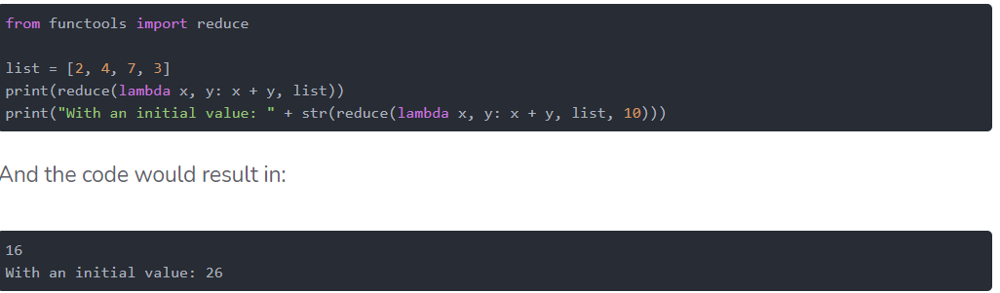 from functools import reduce
list = [2, 4, 7, 3]
print(reduce(lambda x, y: x + y, list))
print("With an initial value: " + str(reduce(lambda x, y: x + y, list, 10)))
And the code would result in:
16
With an initial value: 26